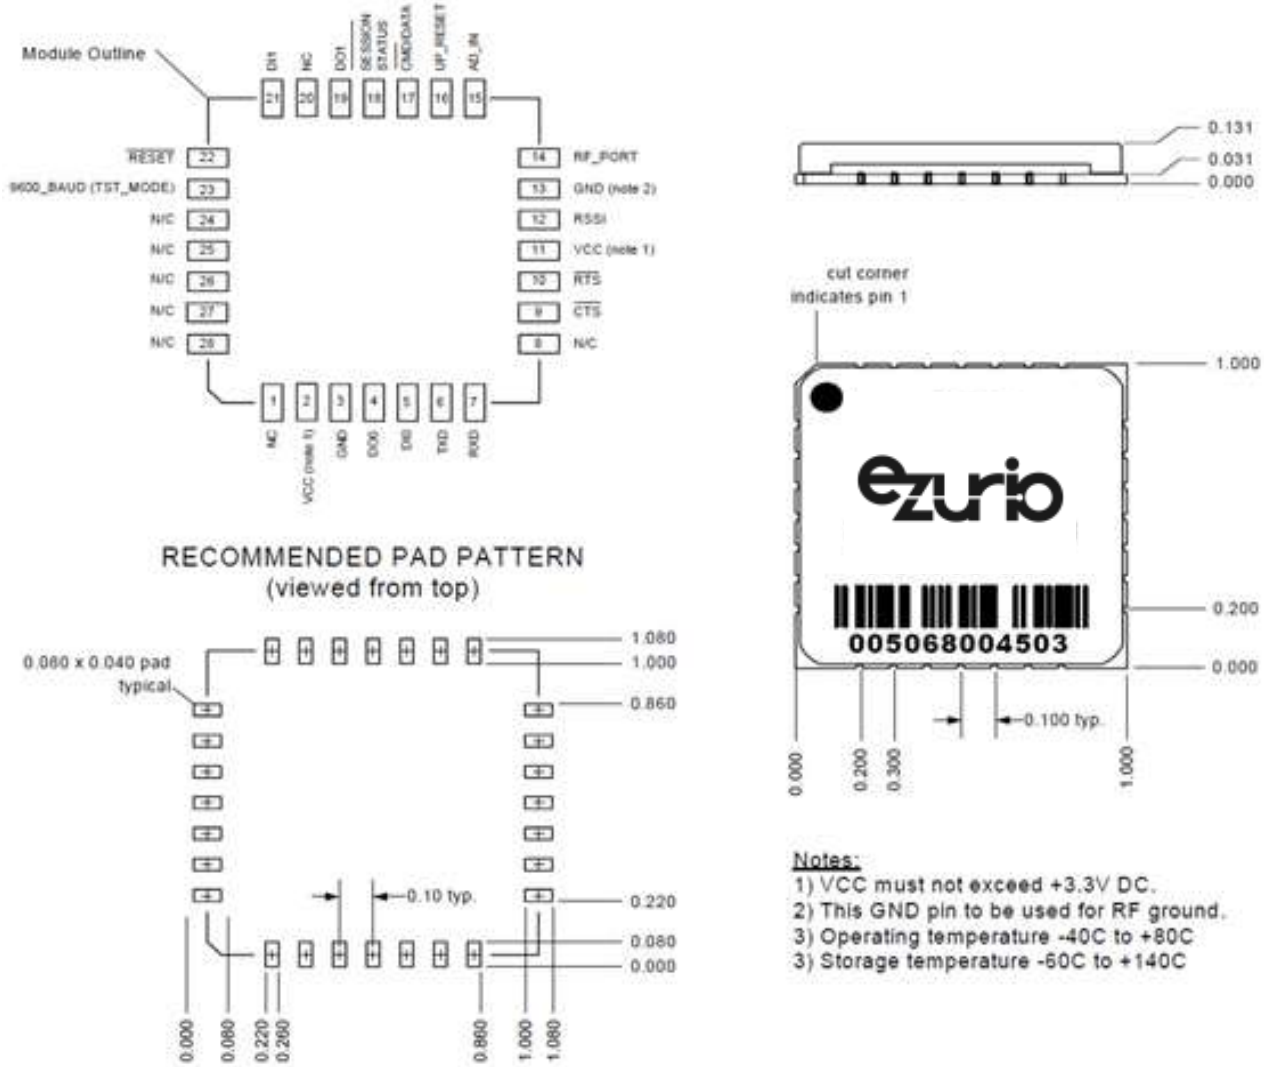 Module Outline
DI1
NC
DO1
SESSION
STATUS
CMD/DATA
UP_RESET
AD_IN
21
20
19
18
17
16
15
RESET 22
9600_BAUD (TST_MODE) 23
N/C 24
N/C 25
N/C 26
N/C 27
N/C 28
14 RF_PORT
13 GND (note 2)
12 RSSI
11 VCC (note 1)
10 RTS
9 CTS
8 N/C
1
2
3
4
5
6
7
NC
VCC (note 1)
GND
DO0
DI0
TXD
RXD
0.131
0.031
0.000
cut corner
indicates pin 1
1.000
ezurio
005068004503
0.200
0.000
0.100 typ.
0.000
0.200
0.300
1.000
RECOMMENDED PAD PATTERN
(viewed from top)
0.080 x 0.040 pad
typical
1.080
1.000
0.860
0.10 typ.
0.220
0.080
0.000
0.000
0.080
0.220
0.260
0.860
1.000
1.080
Notes:
1) VCC must not exceed +3.3V DC.
2) This GND pin to be used for RF ground.
3) Operating temperature -40C to +80C
3) Storage temperature -60C to +140C